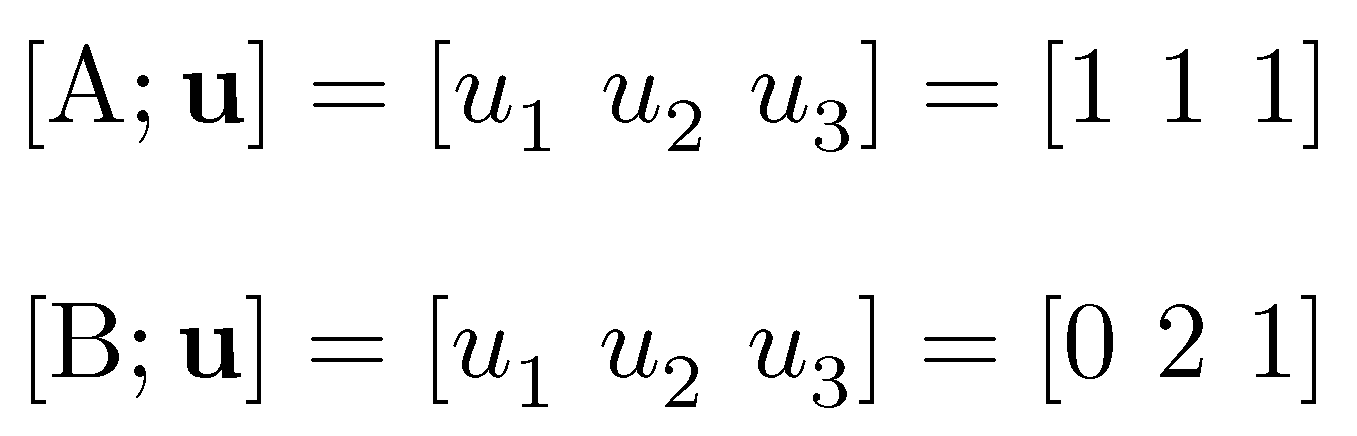 [A; u] = [u₁ u₂ u₃] = [1 1 1]
[B; u] = [u₁ u₂ u₃] = [0 2 1]